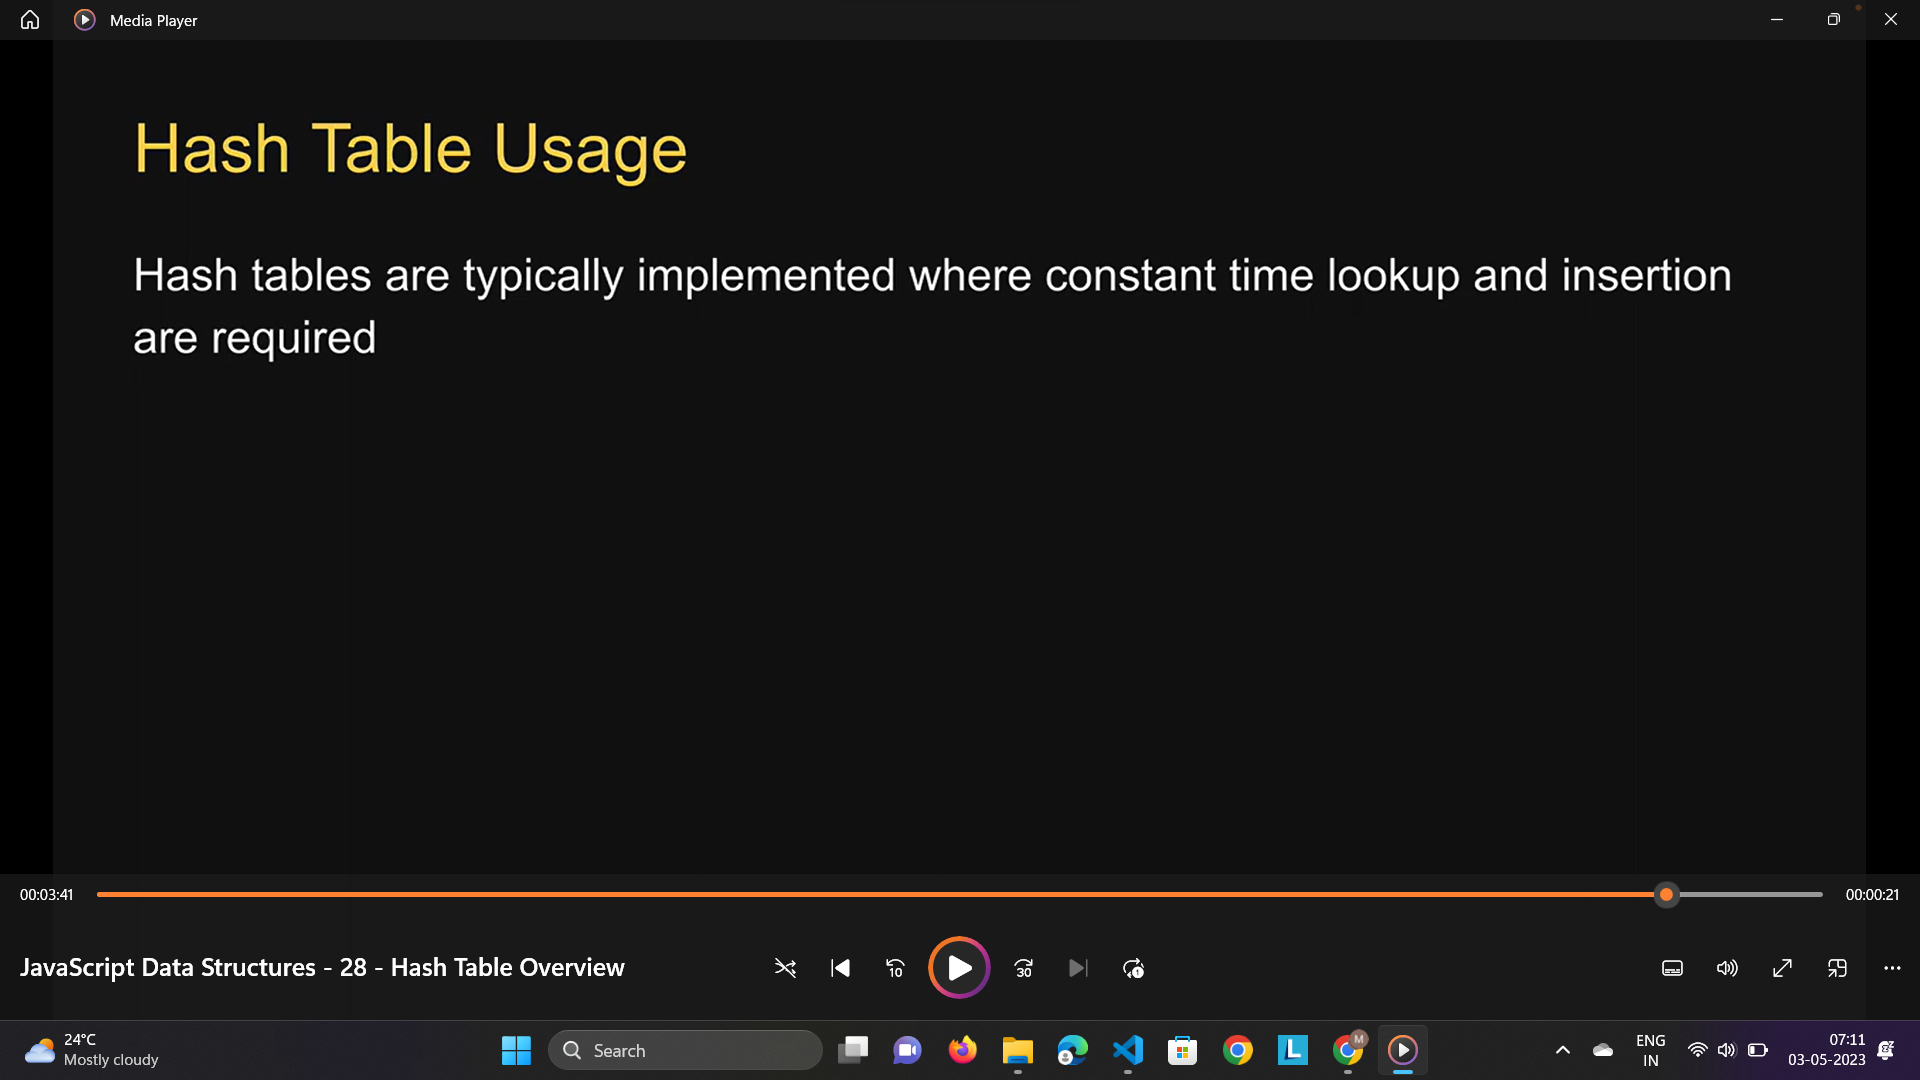 Media Player
Hash Table Usage
Hash tables are typically implemented where constant time lookup and insertion
are required
00:03:41
00:00:21
JavaScript Data Structures - 28 - Hash Table Overview
10
30
1
24°C
Mostly cloudy
Search
L
M
ENG
IN
07:11
03-05-2023